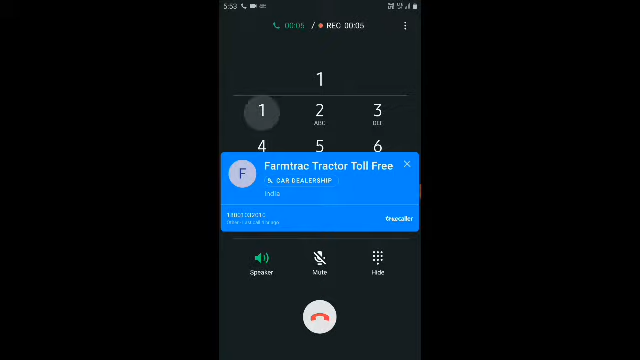 5:53
00:05 / REC 00:05
1
1 2 3
ABC DEF
4 5 6
F Farmtrac Tractor Toll Free
CAR DEALERSHIP
India
18001032010
truecaller
Speaker Mute Hide